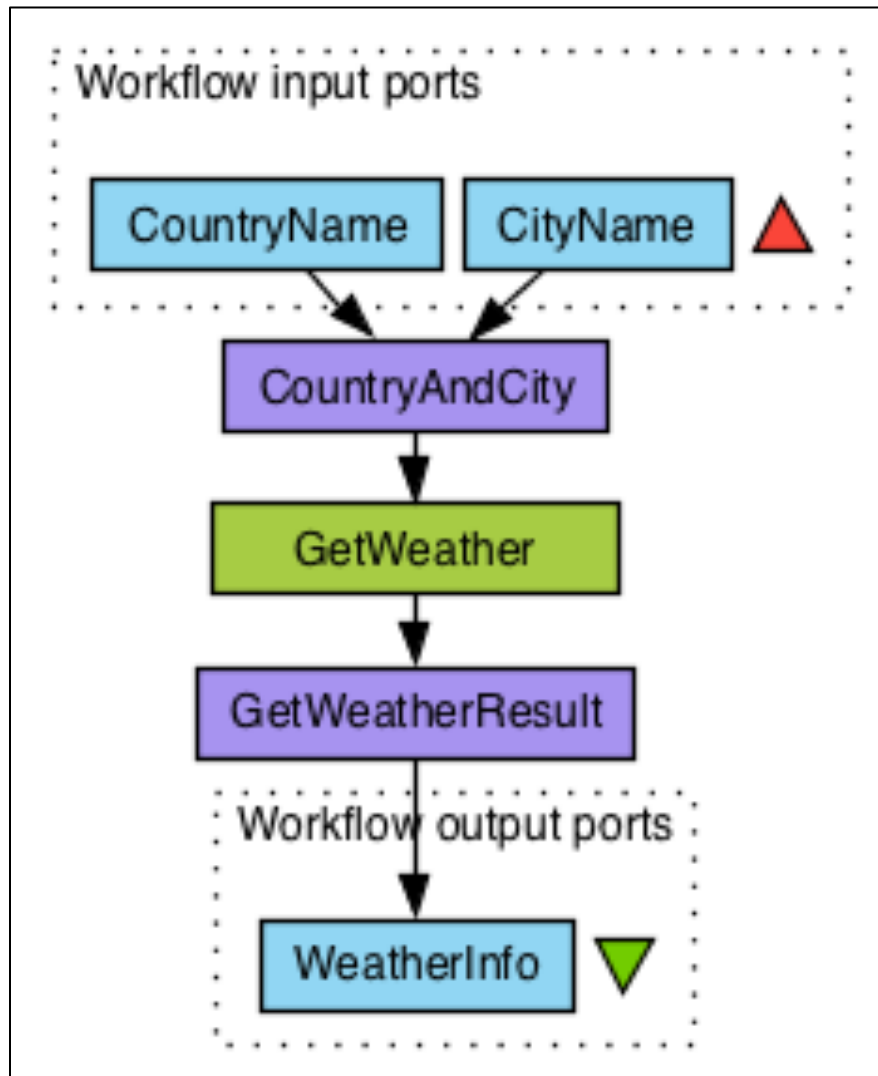 Workflow input ports
CountryName CityName
CountryAndCity
GetWeather
GetWeatherResult
Workflow output ports
WeatherInfo